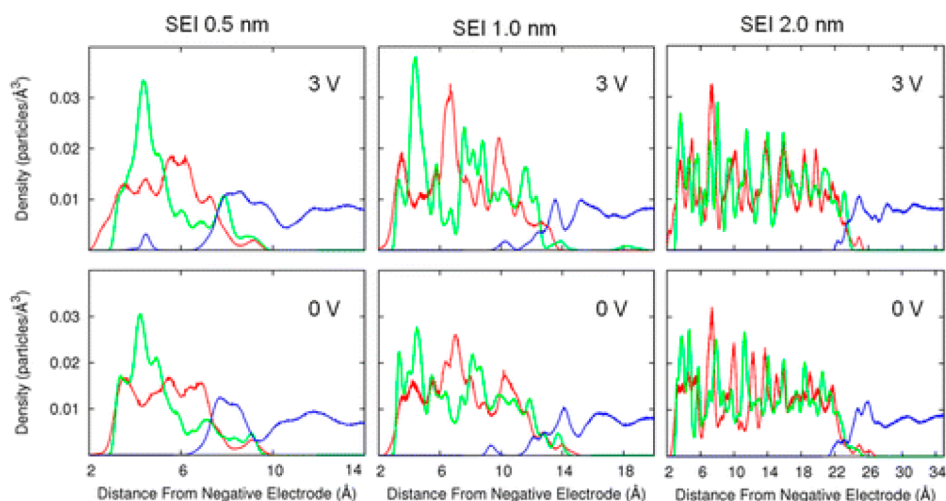 SEI 0.5 nm SEI 1.0 nm SEI 2.0 nm
3 V 3 V 3 V
Density (particles/Å³)
0.03
0.02
0.01
0 V 0 V 0 V
Density (particles/Å³)
0.03
0.02
0.01
2 6 10 14 2 6 10 14 18 20 2 6 10 14 18 22 26 30 34
Distance From Negative Electrode (Å) Distance From Negative Electrode (Å) Distance From Negative Electrode (Å)